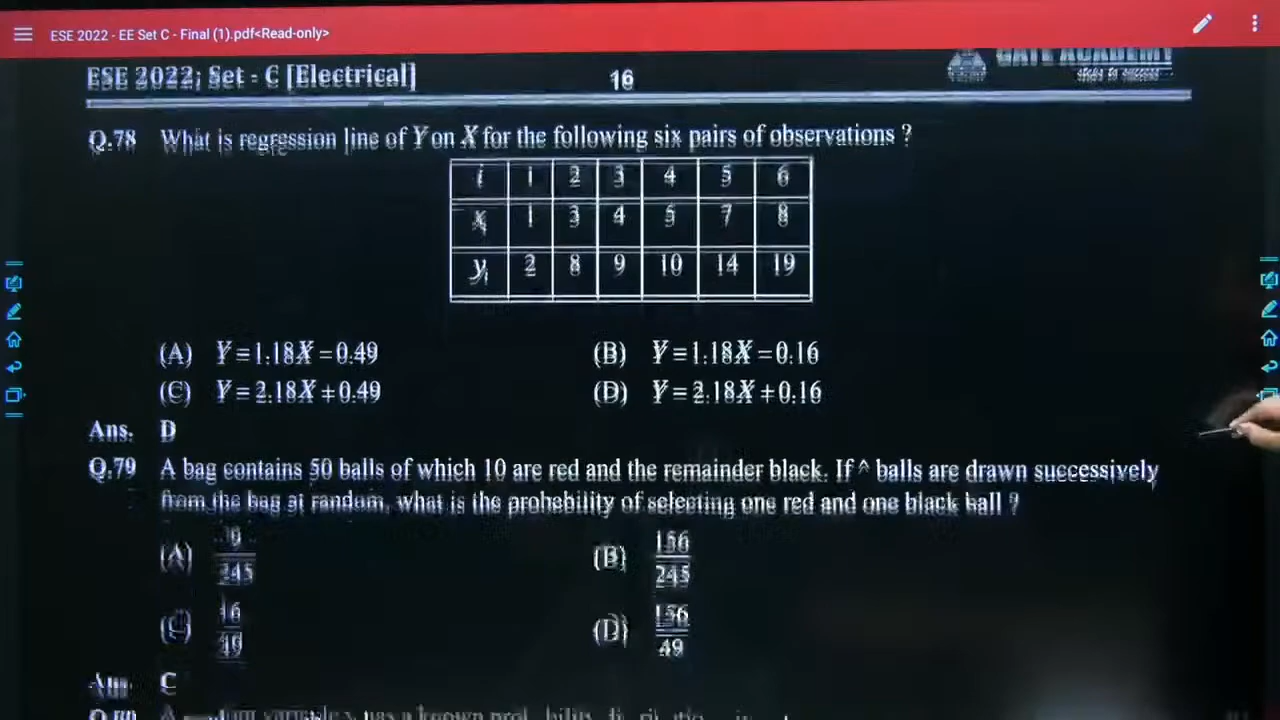 ESE 2022 - EE Set C - Final (1).pdf<Read-only>
ESE 2022; Set - C [Electrical] 16 GATE ACADEMY
Q.78 What is regression line of Y on X for the following six pairs of observations ?
i 1 2 3 4 5 6
xi 1 3 4 5 7 8
yi 2 8 9 10 14 19
(A) Y = 1.18X − 0.49 (B) Y = 1.18X − 0.16
(C) Y = 2.18X + 0.49 (D) Y = 2.18X + 0.16
Ans. D
Q.79 A bag contains 50 balls of which 10 are red and the remainder black. If ^ balls are drawn successively
from the bag at random, what is the probability of selecting one red and one black ball ?
(A) 9/245 (B) 156/245
(C) 16/49 (D) 156/49
Ans. C